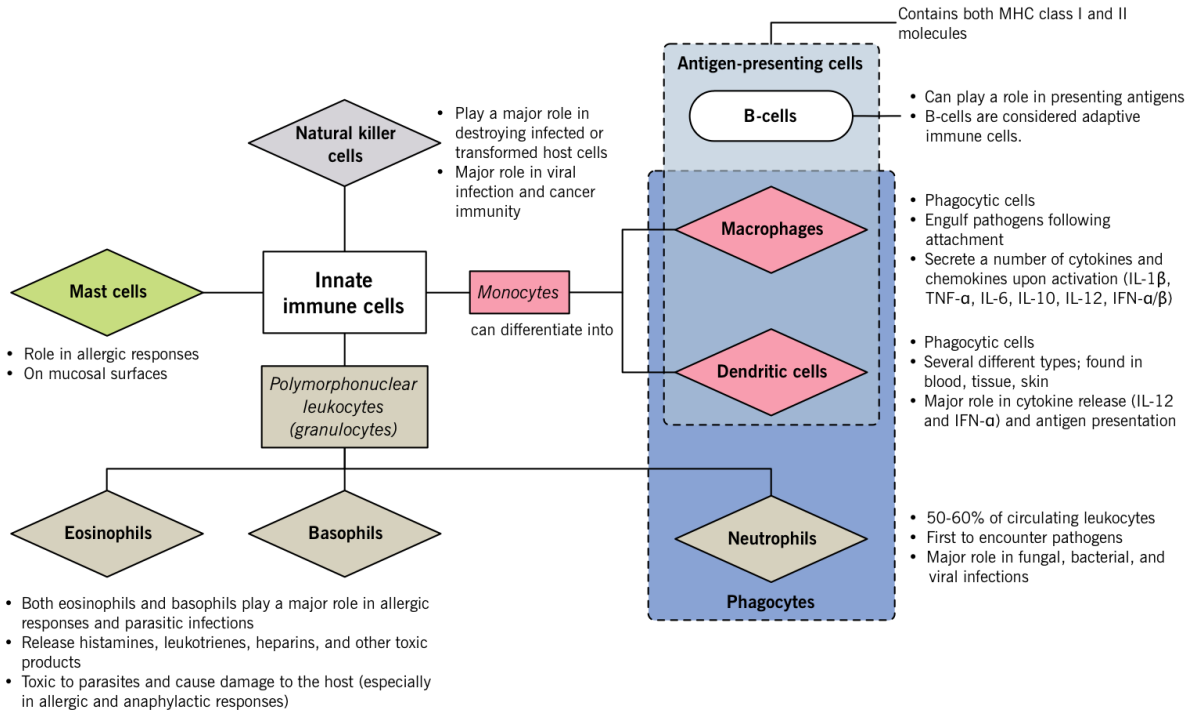 Contains both MHC class I and II
molecules
Antigen-presenting cells
B-cells
• Can play a role in presenting antigens
• B-cells are considered adaptive
immune cells.
Natural killer
cells
• Play a major role in
destroying infected or
transformed host cells
• Major role in viral
infection and cancer
immunity
Macrophages
• Phagocytic cells
• Engulf pathogens following
attachment
• Secrete a number of cytokines and
chemokines upon activation (IL-1β,
TNF-α, IL-6, IL-10, IL-12, IFN-α/β)
Mast cells
• Role in allergic responses
• On mucosal surfaces
Innate
immune cells
Monocytes
can differentiate into
Dendritic cells
• Phagocytic cells
• Several different types; found in
blood, tissue, skin
• Major role in cytokine release (IL-12
and IFN-α) and antigen presentation
Polymorphonuclear
leukocytes
(granulocytes)
Eosinophils
Basophils
Neutrophils
• 50-60% of circulating leukocytes
• First to encounter pathogens
• Major role in fungal, bacterial, and
viral infections
Phagocytes
• Both eosinophils and basophils play a major role in allergic
responses and parasitic infections
• Release histamines, leukotrienes, heparins, and other toxic
products
• Toxic to parasites and cause damage to the host (especially
in allergic and anaphylactic responses)